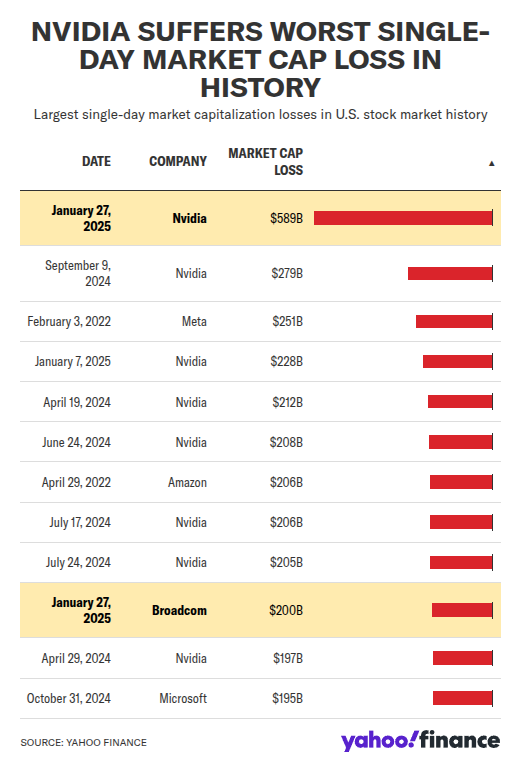 NVIDIA SUFFERS WORST SINGLE-
DAY MARKET CAP LOSS IN
HISTORY
Largest single-day market capitalization losses in U.S. stock market history
DATE COMPANY MARKET CAP LOSS ▲
January 27, 2025 Nvidia $589B
September 9, 2024 Nvidia $279B
February 3, 2022 Meta $251B
January 7, 2025 Nvidia $228B
April 19, 2024 Nvidia $212B
June 24, 2024 Nvidia $208B
April 29, 2022 Amazon $206B
July 17, 2024 Nvidia $206B
July 24, 2024 Nvidia $205B
January 27, 2025 Broadcom $200B
April 29, 2024 Nvidia $197B
October 31, 2024 Microsoft $195B
SOURCE: YAHOO FINANCE
yahoo!finance